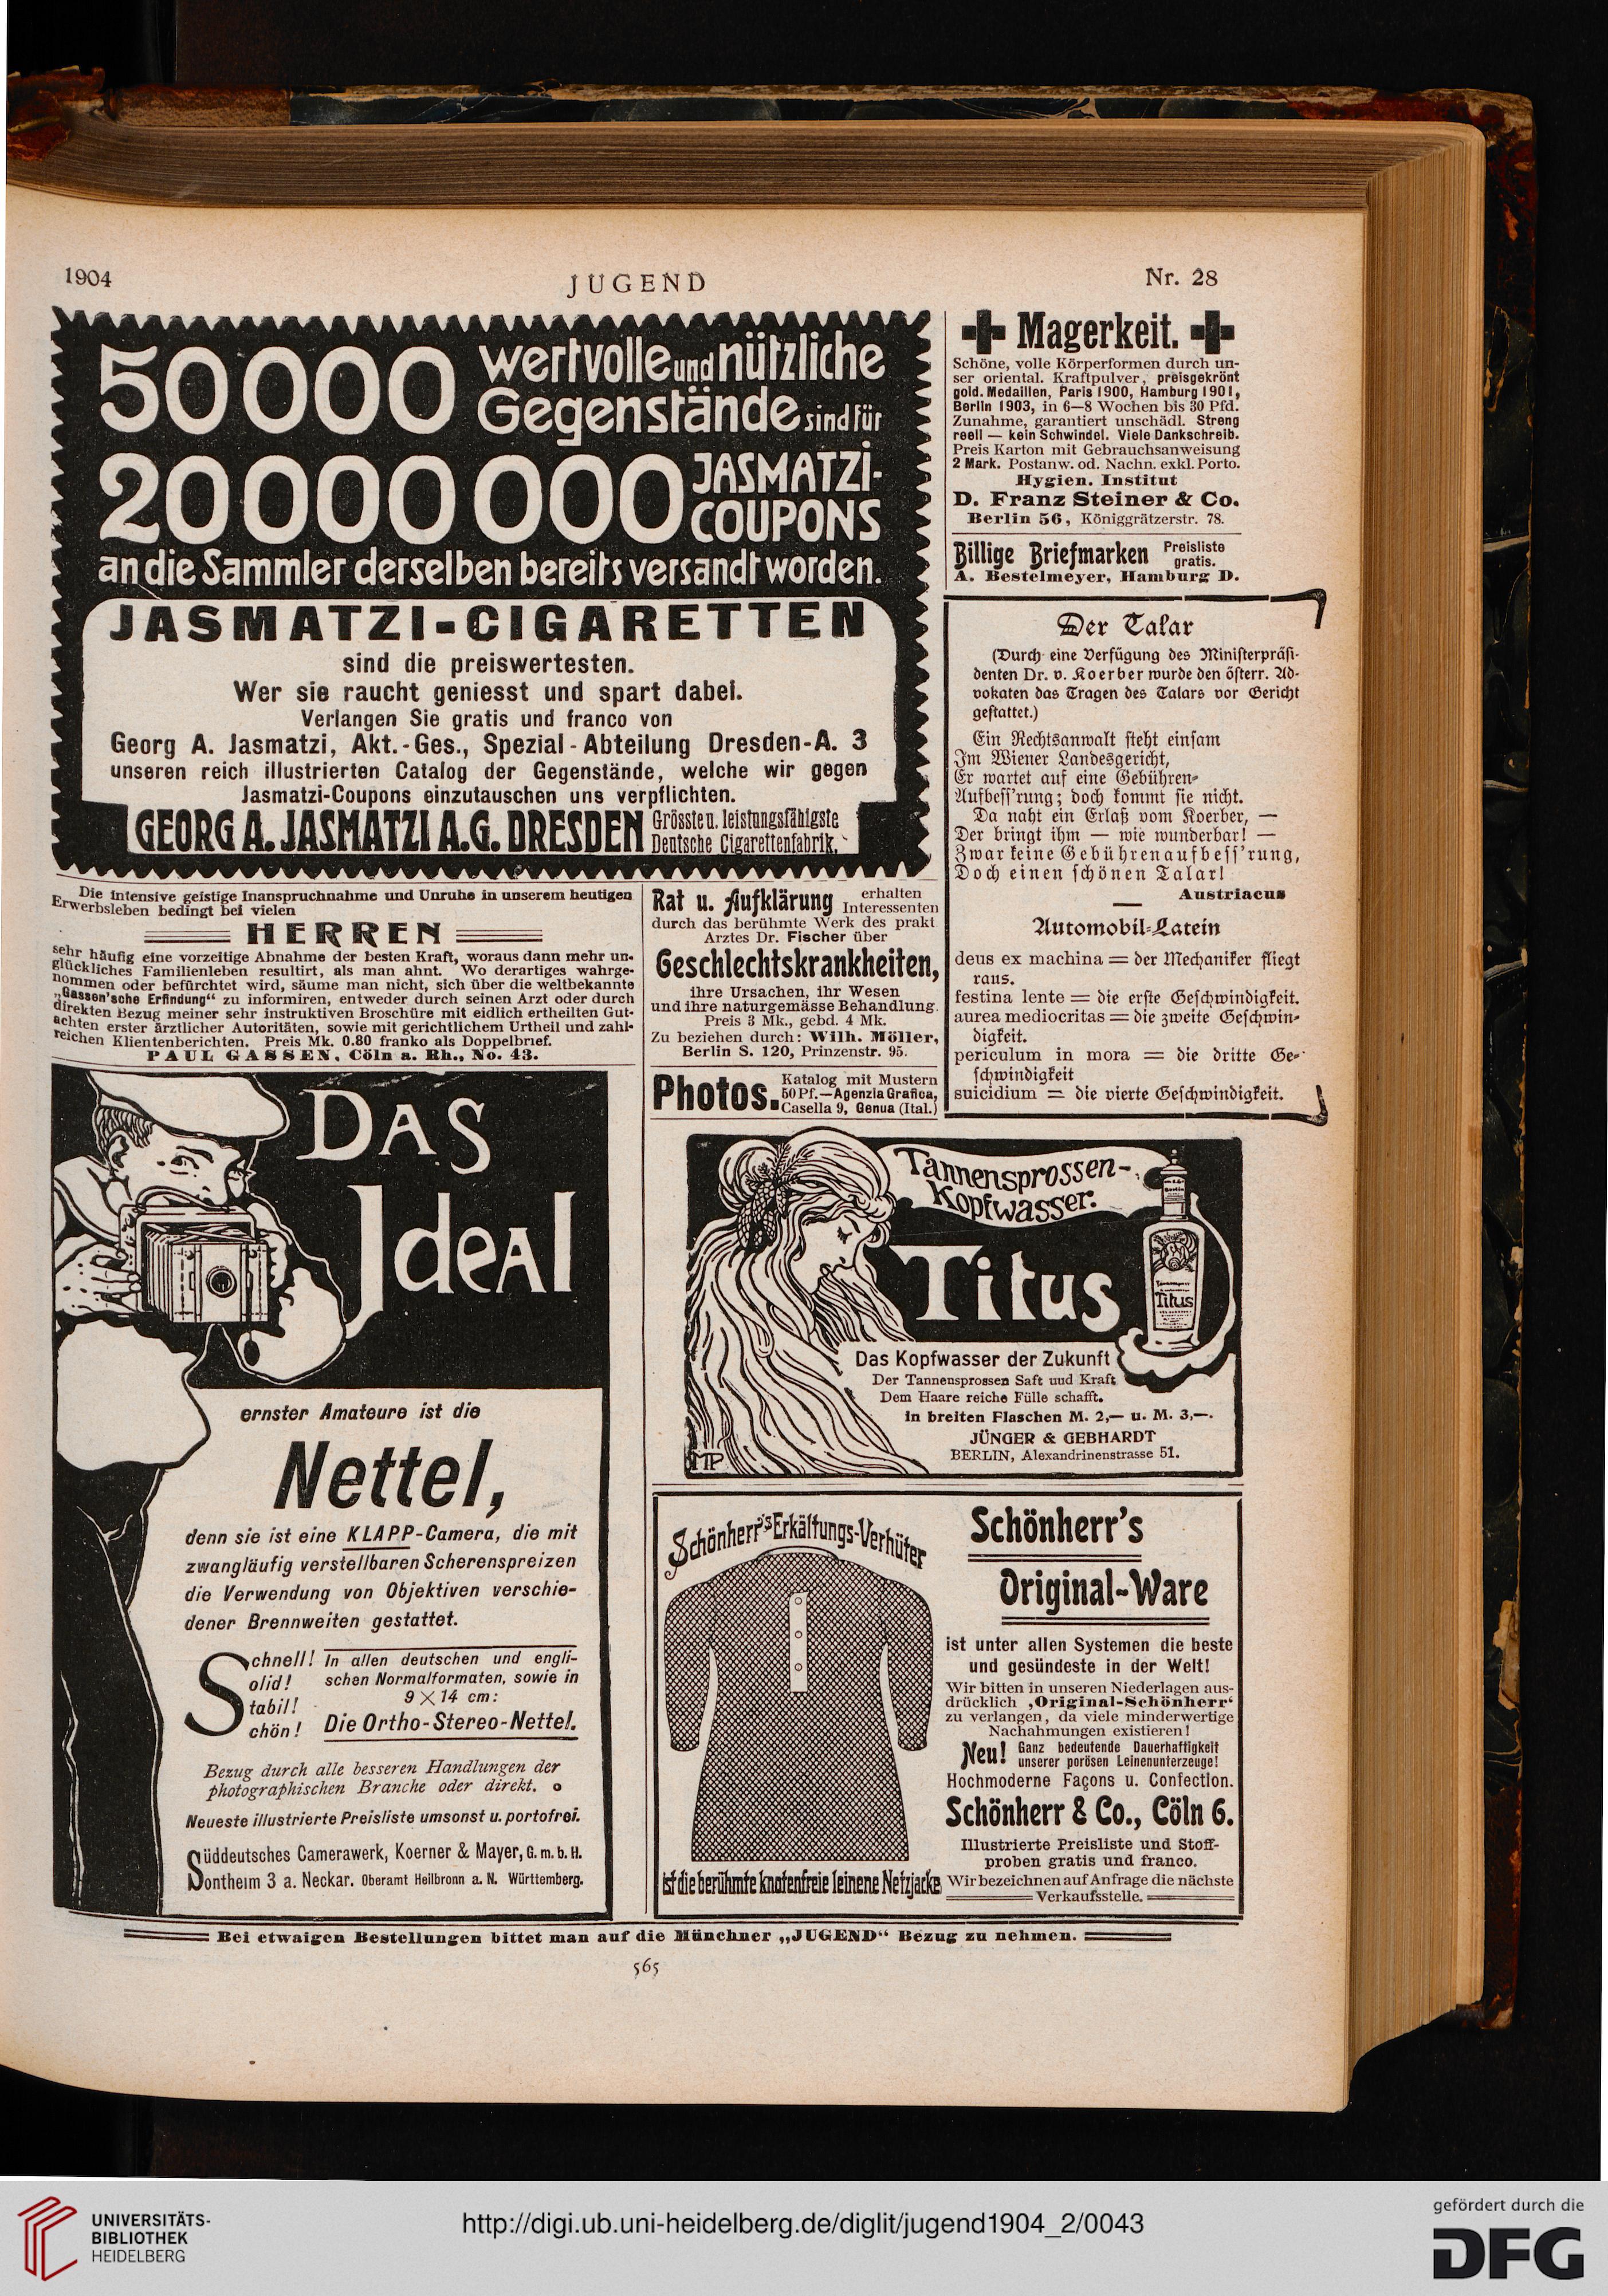 1904
JUGEND
Nr. 28
50000 wertvolle und nützliche
Gegenstände sind für
20000000 JASMATZI-
COUPONS
an die Sammler derselben bereits versandt worden.
JASMATZI-CIGARETTEN
sind die preiswertesten.
Wer sie raucht geniesst und spart dabei.
Verlangen Sie gratis und franco von
Georg A. Jasmatzi, Akt.-Ges., Spezial-Abteilung Dresden-A. 3
unseren reich illustrierten Catalog der Gegenstände, welche wir gegen
Jasmatzi-Coupons einzutauschen uns verpflichten.
GEORG A. JASMATZI A.G. DRESDEN Grösste u. leistungsfähigste
Deutsche Cigarettenfabrik.
Magerkeit.
Schöne, volle Körperformen durch un-
ser oriental. Kraftpulver, preisgekrönt
gold. Medaillen, Paris 1900, Hamburg 1901,
Berlin 1903, in 6—8 Wochen bis 30 Pfd.
Zunahme, garantiert unschädl. Streng
reell — kein Schwindel. Viele Dankschreib.
Preis Karton mit Gebrauchsanweisung
2 Mark. Postanw. od. Nachn. exkl. Porto.
Hygien. Institut
D. Franz Steiner & Co.
Berlin 56, Königgrätzerstr. 78.
Billige Briefmarken Preisliste
gratis.
A. Bestelmeyer, Hamburg D.
Der Talar
(Durch eine Verfügung des Ministerpräsi-
denten Dr. v. Koerber wurde den österr. Ad-
vokaten das Tragen des Talars vor Gericht
gestattet.)
Ein Rechtsanwalt steht einsam
Im Wiener Landesgericht,
Er wartet auf eine Gebühren-
Aufbess'rung; doch kommt sie nicht.
Da naht ein Erlaß vom Koerber, —
Der bringt ihm — wie wunderbar! —
Zwar keine Gebührenaufbess'rung,
Doch einen schönen Talar!
Austriacus
Automobil-Latein
deus ex machina = der Mechaniker fliegt
raus.
festina lente = die erste Geschwindigkeit.
aurea mediocritas = die zweite Geschwin-
digkeit.
periculum in mora = die dritte Ge-
schwindigkeit
suicidium = die vierte Geschwindigkeit.
Die intensive geistige Inanspruchnahme und Unruhe in unserem heutigen
Erwerbsleben bedingt bei vielen
HERREN
sehr häufig eine vorzeitige Abnahme der besten Kraft, woraus dann mehr un-
glückliches Familienleben resultirt, als man ahnt. Wo derartiges wahrge-
nommen oder befürchtet wird, säume man nicht, sich über die weltbekannte
„Gassen'sche Erfindung“ zu informiren, entweder durch seinen Arzt oder durch
direkten Bezug meiner sehr instruktiven Broschüre mit eidlich ertheilten Gut-
achten erster ärztlicher Autoritäten, sowie mit gerichtlichem Urtheil und zahl-
reichen Klientenberichten. Preis Mk. 0.80 franko als Doppelbrief.
PAUL GASSEN, Cöln a. Rh., No. 43.
Rat u. Aufklärung erhalten
Interessenten
durch das berühmte Werk des prakt
Arztes Dr. Fischer über
Geschlechtskrankheiten,
ihre Ursachen, ihr Wesen
und ihre naturgemässe Behandlung.
Preis 3 Mk., gebd. 4 Mk.
Zu beziehen durch: Wilh. Möller,
Berlin S. 120, Prinzenstr. 95.
Photos. Katalog mit Mustern
50 Pf.—Agenzia Grafica,
Casella 9, Genua (Ital.)
DAS
Ideal
ernster Amateure ist die
Nettel,
denn sie ist eine KLAPP-Camera, die mit
zwangläufig verstellbaren Scherenspreizen
die Verwendung von Objektiven verschie-
dener Brennweiten gestattet.
Schnell!
olid!
tabil!
chön!
In allen deutschen und engli-
schen Normalformaten, sowie in
9 × 14 cm:
Die Ortho-Stereo-Nettel.
Bezug durch alle besseren Handlungen der
photographischen Branche oder direkt.
Neueste illustrierte Preisliste umsonst u. portofrei.
Süddeutsches Camerawerk, Koerner & Mayer, G. m. b. H.
Sontheim 3 a. Neckar. Oberamt Heilbronn a. N. Württemberg.
Tannensprossen-
Kopfwasser.
Titus
Titus
Das Kopfwasser der Zukunft
Der Tannensprossen Saft und Kraft
Dem Haare reiche Fülle schafft.
In breiten Flaschen M. 2,— u. M. 3,—.
JÜNGER & GEBHARDT
BERLIN, Alexandrinenstrasse 51.
MP
Schönherr's Erkältungs-Verhüter
ist die berühmte knotenfreie leinene Netzjacke
Schönherr's
Original-Ware
ist unter allen Systemen die beste
und gesündeste in der Welt!
Wir bitten in unseren Niederlagen aus-
drücklich ‚Original-Schönherr‘
zu verlangen, da viele minderwertige
Nachahmungen existieren!
Neu! Ganz bedeutende Dauerhaftigkeit
unserer porösen Leinenunterzeuge!
Hochmoderne Façons u. Confection.
Schönherr & Co., Cöln 6.
Illustrierte Preisliste und Stoff-
proben gratis und franco.
Wir bezeichnen auf Anfrage die nächste
Verkaufsstelle.
Bei etwaigen Bestellungen bittet man auf die Münchner „JUGEND“ Bezug zu nehmen.
565
UNIVERSITÄTS-
BIBLIOTHEK
HEIDELBERG
http://digi.ub.uni-heidelberg.de/diglit/jugend1904_2/0043
gefördert durch die
DFG